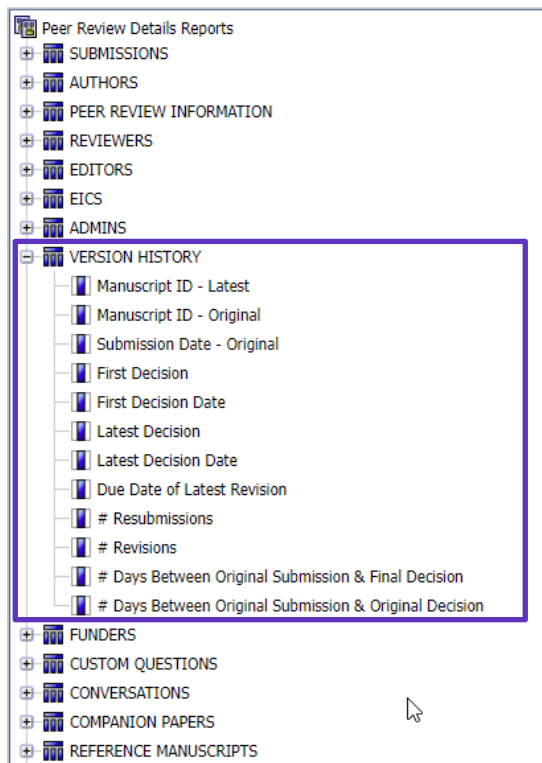 Peer Review Details Reports
SUBMISSIONS
AUTHORS
PEER REVIEW INFORMATION
REVIEWERS
EDITORS
EICS
ADMINS
VERSION HISTORY
Manuscript ID - Latest
Manuscript ID - Original
Submission Date - Original
First Decision
First Decision Date
Latest Decision
Latest Decision Date
Due Date of Latest Revision
# Resubmissions
# Revisions
# Days Between Original Submission & Final Decision
# Days Between Original Submission & Original Decision
FUNDERS
CUSTOM QUESTIONS
CONVERSATIONS
COMPANION PAPERS
REFERENCE MANUSCRIPTS